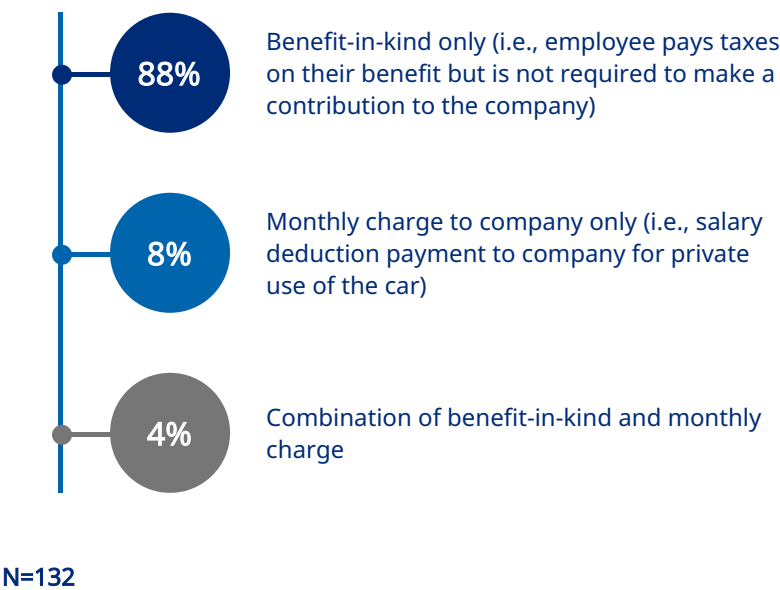 88%
Benefit-in-kind only (i.e., employee pays taxes
on their benefit but is not required to make a
contribution to the company)
8%
Monthly charge to company only (i.e., salary
deduction payment to company for private
use of the car)
4%
Combination of benefit-in-kind and monthly
charge
N=132